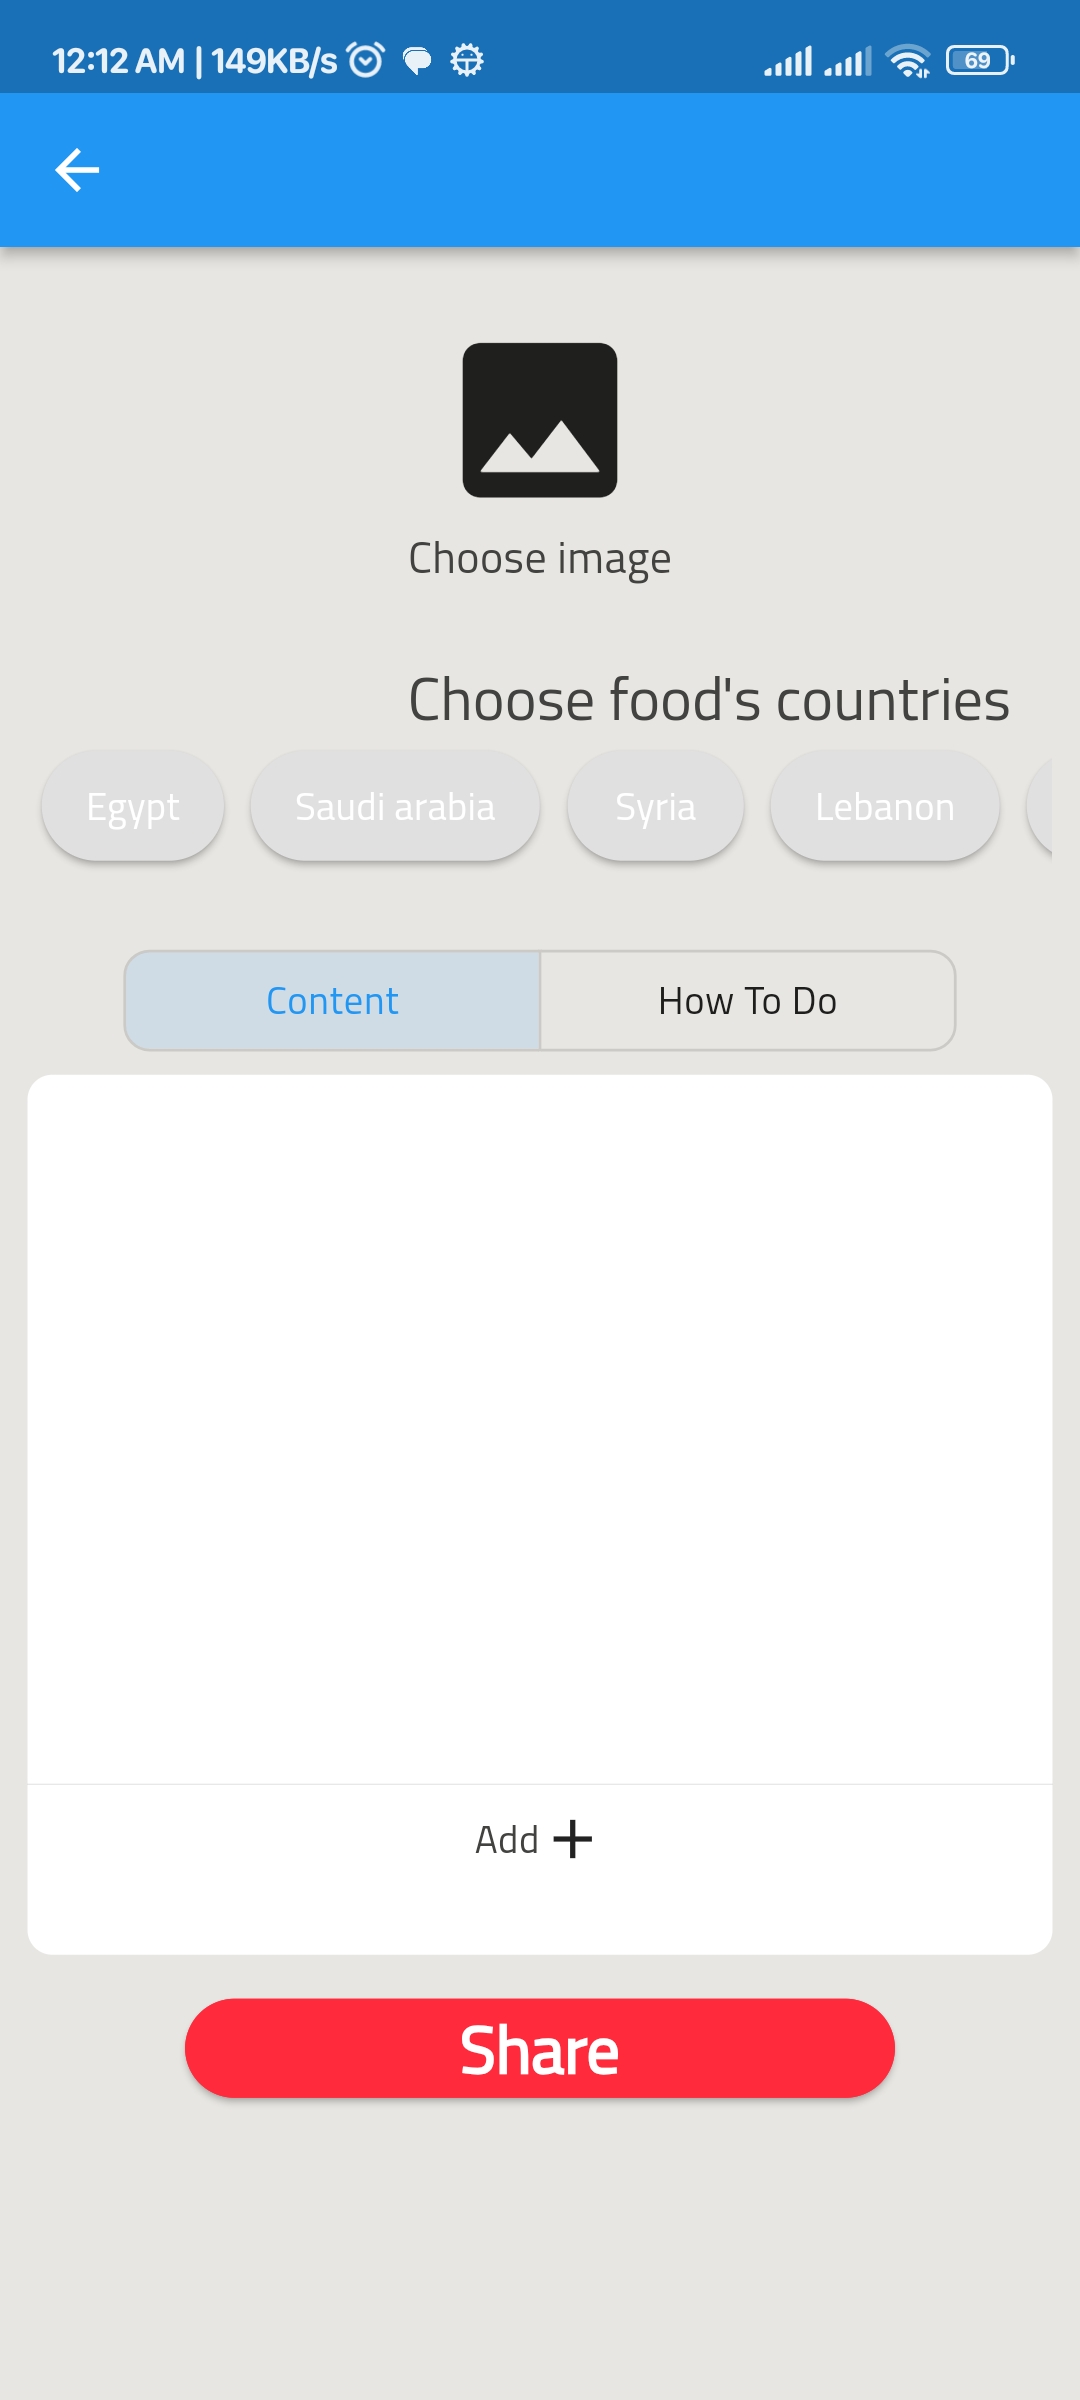 12:12 AM | 149KB/s 69
Choose image
Choose food's countries
Egypt Saudi arabia Syria Lebanon
Content How To Do
Add
Share